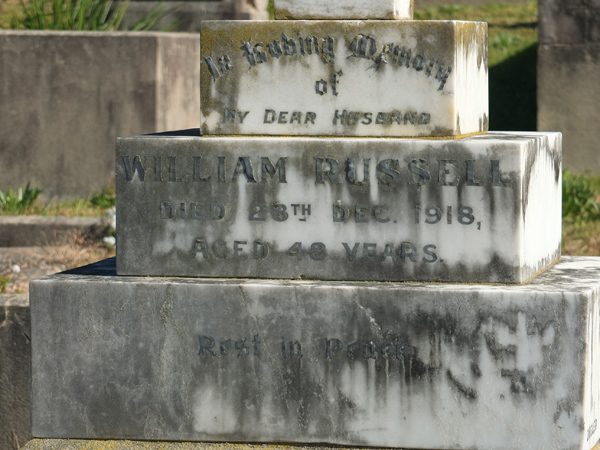 In Loving Memory
of
MY DEAR HUSBAND
WILLIAM RUSSELL
DIED 28TH DEC. 1918,
AGED 48 YEARS.
Rest in Peace